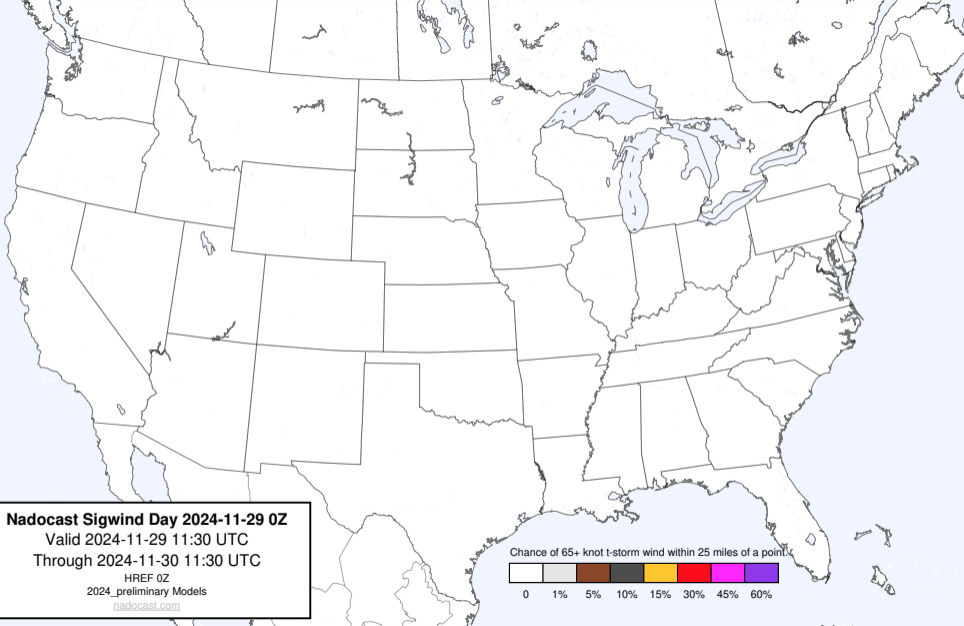 Nadocast Sigwind Day 2024-11-29 0Z
Valid 2024-11-29 11:30 UTC
Through 2024-11-30 11:30 UTC
HREF 0Z
2024_preliminary Models
nadocast.com
Chance of 65+ knot t-storm wind within 25 miles of a point.
0 1% 5% 10% 15% 30% 45% 60%